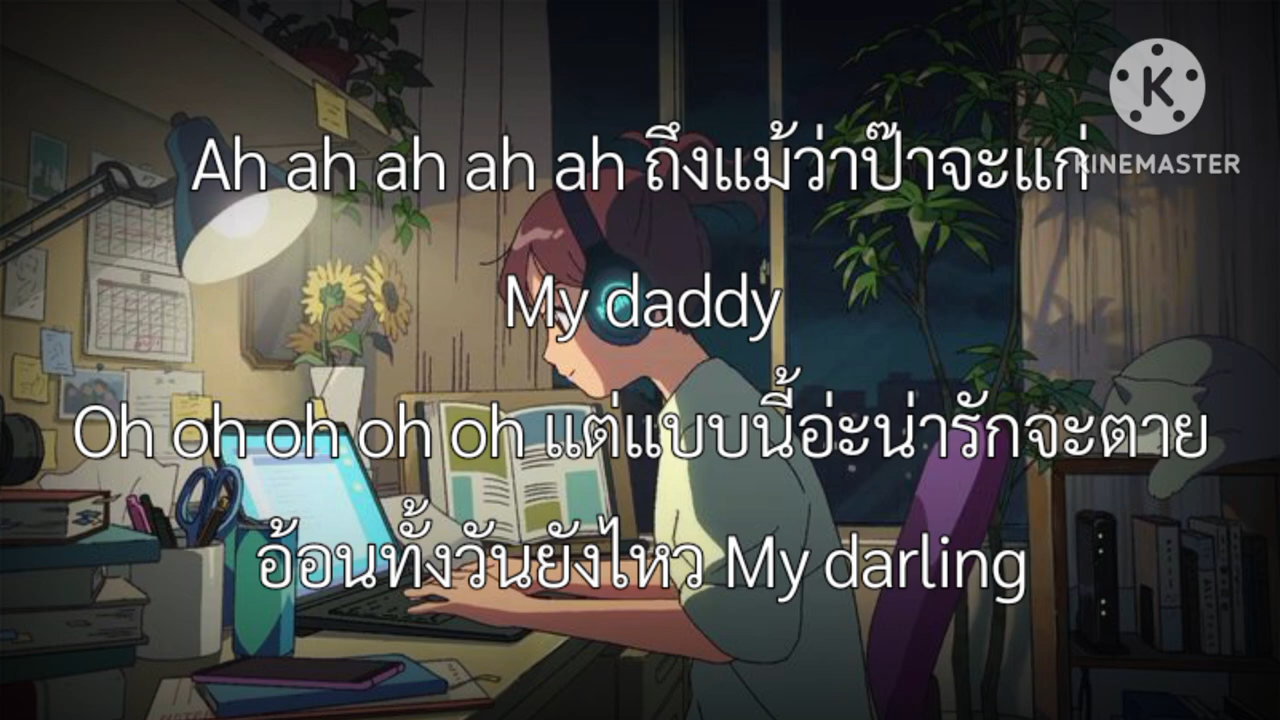 Ah ah ah ah ah ถึงแม้ว่าป๊าจะแก่
KINEMASTER
My daddy
Oh oh oh oh oh แต่แบบนี้อ่ะน่ารักจะตาย
อ้อนทั้งวันยังไหว My darling